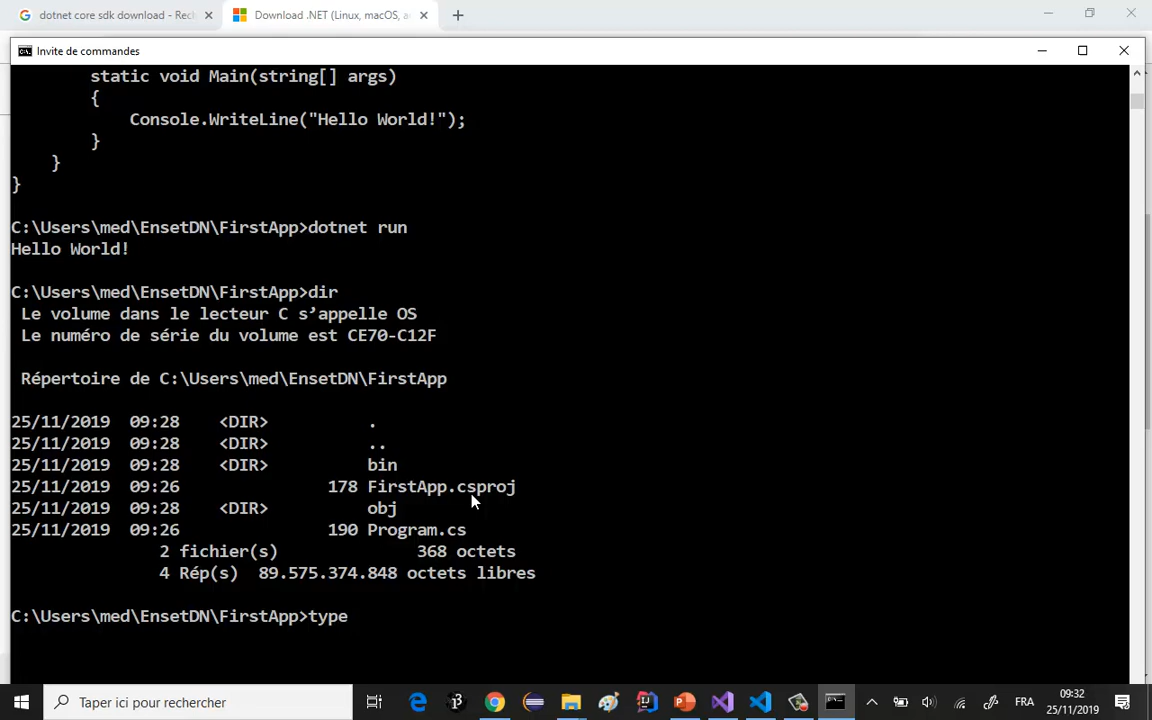 dotnet core sdk download - Rec
Download .NET (Linux, macOS, a
Invite de commandes
static void Main(string[] args)
{
Console.WriteLine("Hello World!");
}
}
}
C:\Users\med\EnsetDN\FirstApp>dotnet run
Hello World!
C:\Users\med\EnsetDN\FirstApp>dir
Le volume dans le lecteur C s’appelle OS
Le numéro de série du volume est CE70-C12F
Répertoire de C:\Users\med\EnsetDN\FirstApp
25/11/2019 09:28 <DIR> .
25/11/2019 09:28 <DIR> ..
25/11/2019 09:28 <DIR> bin
25/11/2019 09:26 178 FirstApp.csproj
25/11/2019 09:28 <DIR> obj
25/11/2019 09:26 190 Program.cs
2 fichier(s) 368 octets
4 Rép(s) 89.575.374.848 octets libres
C:\Users\med\EnsetDN\FirstApp>type
Taper ici pour rechercher
FRA
09:32
25/11/2019